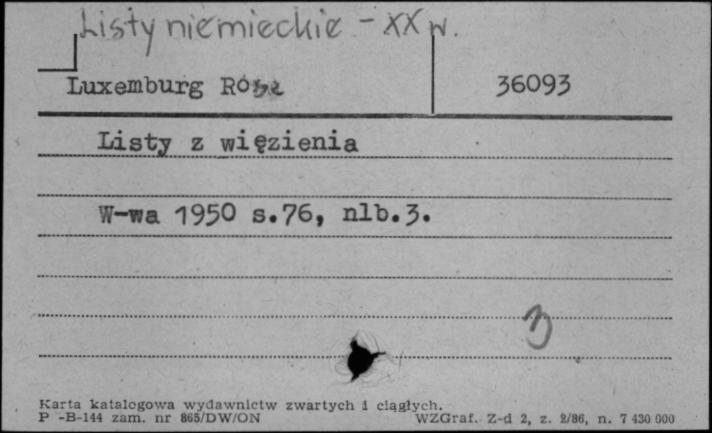 Listy niemieckie - XX w.
Luxemburg Róża 36093
Listy z więzienia
W-wa 1950 s.76, nlb.3.
3
Karta katalogowa wydawnictw zwartych i ciągłych.
P -B-144 zam. nr 865/DW/ON WZGraf. Z-d 2, z. 2/86, n. 7 430 000